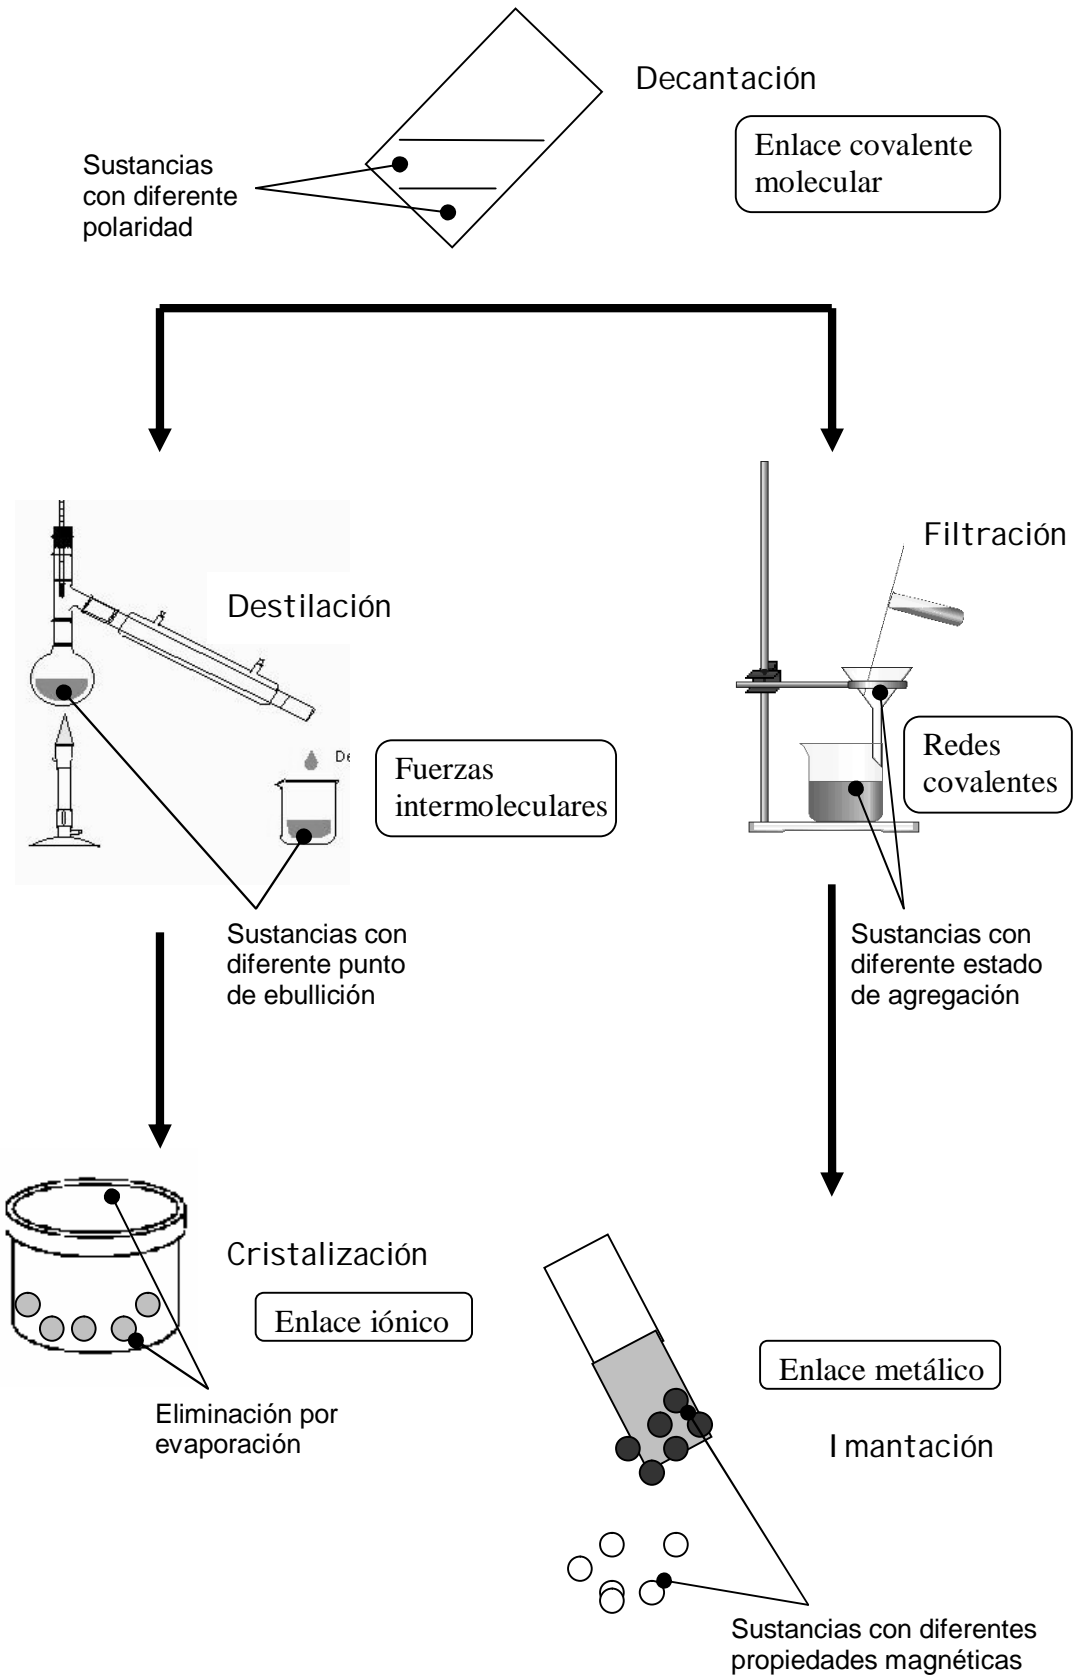 Decantación
Enlace covalente
molecular
Sustancias
con diferente
polaridad
Destilación
De
Fuerzas
intermoleculares
Sustancias con
diferente punto
de ebullición
Filtración
Redes
covalentes
Sustancias con
diferente estado
de agregación
Cristalización
Enlace iónico
Eliminación por
evaporación
Enlace metálico
Imantación
Sustancias con diferentes
propiedades magnéticas